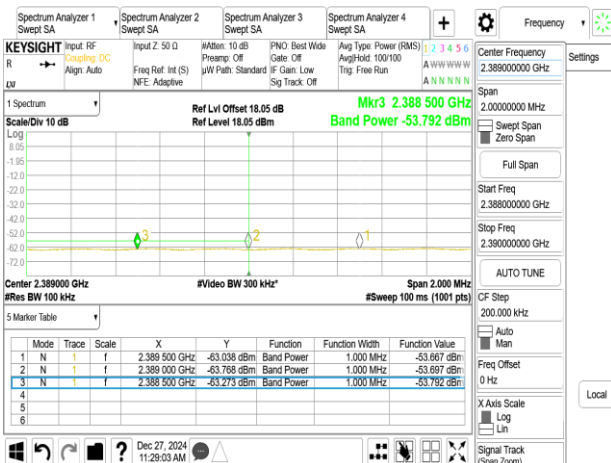 Spectrum Analyzer 1
Swept SA
Spectrum Analyzer 2
Swept SA
Spectrum Analyzer 3
Swept SA
Spectrum Analyzer 4
Swept SA
+
Frequency
KEYSIGHT
R
LXI
Input: RF
Coupling: DC
Align: Auto
Input Z: 50 Ω
Freq Ref: Int (S)
NFE: Adaptive
#Atten: 10 dB
Preamp: Off
µW Path: Standard
PNO: Best Wide
Gate: Off
IF Gain: Low
Sig Track: Off
Avg Type: Power (RMS)
Avg|Hold: 100/100
Trig: Free Run
1 2 3 4 5 6
A W W W W W
A N N N N N
Center Frequency
2.389000000 GHz
Settings
1 Spectrum
Scale/Div 10 dB
Ref Lvl Offset 18.05 dB
Ref Level 18.05 dBm
Mkr3 2.388 500 GHz
Band Power -53.792 dBm
Span
2.00000000 MHz
Swept Span
Zero Span
Full Span
Start Freq
2.388000000 GHz
Stop Freq
2.390000000 GHz
AUTO TUNE
CF Step
200.000 kHz
Auto
Man
Freq Offset
0 Hz
X Axis Scale
Log
Lin
Signal Track
(Span Zoom)
Local
Log
8.05
-1.95
-12.0
-22.0
-32.0
-42.0
-52.0
-62.0
-72.0
3
2
1
Center 2.389000 GHz
#Res BW 100 kHz
#Video BW 300 kHz*
Span 2.000 MHz
#Sweep 100 ms (1001 pts)
5 Marker Table
Mode Trace Scale X Y Function Function Width Function Value
1 N 1 f 2.389 500 GHz -63.038 dBm Band Power 1.000 MHz -53.667 dBm
2 N 1 f 2.389 000 GHz -63.768 dBm Band Power 1.000 MHz -53.697 dBm
3 N 1 f 2.388 500 GHz -63.273 dBm Band Power 1.000 MHz -53.792 dBm
4
5
6
?
Dec 27, 2024
11:29:03 AM